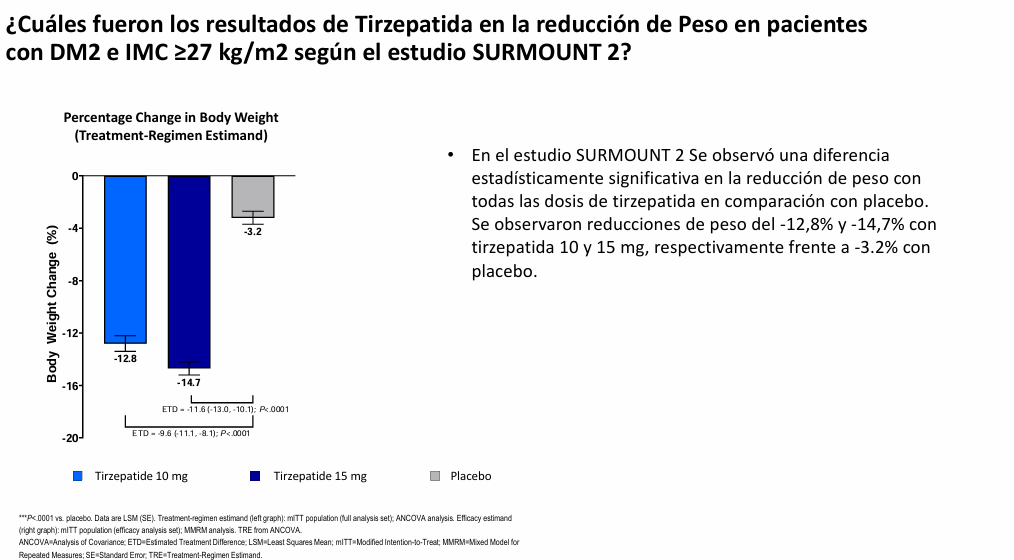 ¿Cuáles fueron los resultados de Tirzepatida en la reducción de Peso en pacientes
con DM2 e IMC ≥27 kg/m2 según el estudio SURMOUNT 2?
Percentage Change in Body Weight
(Treatment-Regimen Estimand)
Body Weight Change (%)
0
-4
-8
-12
-16
-20
-12.8
-14.7
-3.2
ETD = -11.6 (-13.0, -10.1); P<.0001
ETD = -9.6 (-11.1, -8.1); P<.0001
Tirzepatide 10 mg
Tirzepatide 15 mg
Placebo
• En el estudio SURMOUNT 2 Se observó una diferencia
estadísticamente significativa en la reducción de peso con
todas las dosis de tirzepatida en comparación con placebo.
Se observaron reducciones de peso del -12,8% y -14,7% con
tirzepatida 10 y 15 mg, respectivamente frente a -3.2% con
placebo.
***P<.0001 vs. placebo. Data are LSM (SE). Treatment-regimen estimand (left graph): mITT population (full analysis set); ANCOVA analysis. Efficacy estimand
(right graph): mITT population (efficacy analysis set); MMRM analysis. TRE from ANCOVA.
ANCOVA=Analysis of Covariance; ETD=Estimated Treatment Difference; LSM=Least Squares Mean; mITT=Modified Intention-to-Treat; MMRM=Mixed Model for
Repeated Measures; SE=Standard Error; TRE=Treatment-Regimen Estimand.